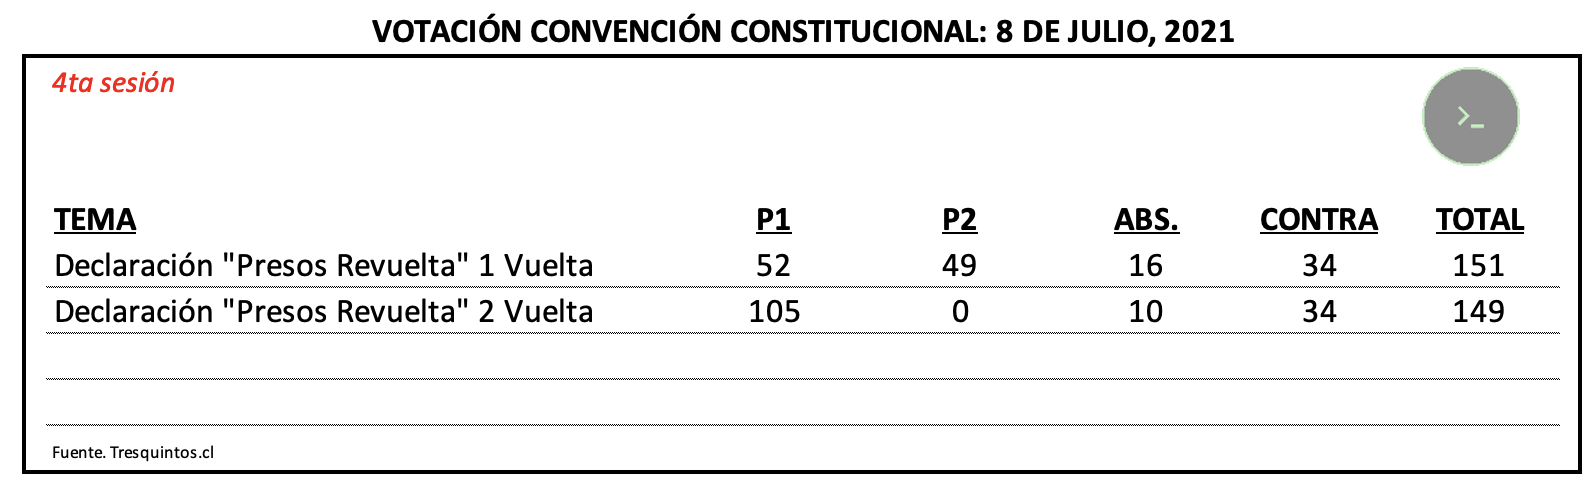 VOTACIÓN CONVENCIÓN CONSTITUCIONAL: 8 DE JULIO, 2021
4ta sesión
>_
TEMA P1 P2 ABS. CONTRA TOTAL
Declaración "Presos Revuelta" 1 Vuelta 52 49 16 34 151
Declaración "Presos Revuelta" 2 Vuelta 105 0 10 34 149
Fuente. Tresquintos.cl